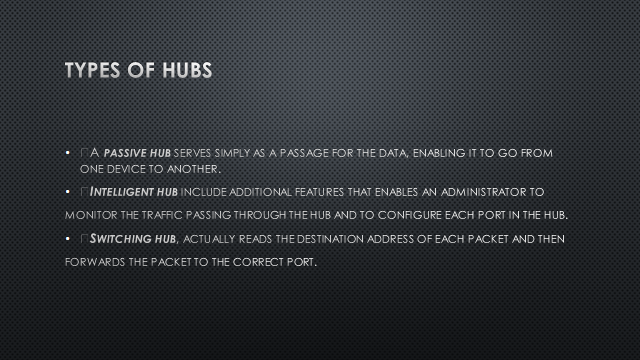 TYPES OF HUBS
• □A PASSIVE HUB SERVES SIMPLY AS A PASSAGE FOR THE DATA, ENABLING IT TO GO FROM
ONE DEVICE TO ANOTHER.
• □INTELLIGENT HUB INCLUDE ADDITIONAL FEATURES THAT ENABLES AN ADMINISTRATOR TO
MONITOR THE TRAFFIC PASSING THROUGH THE HUB AND TO CONFIGURE EACH PORT IN THE HUB.
• □SWITCHING HUB, ACTUALLY READS THE DESTINATION ADDRESS OF EACH PACKET AND THEN
FORWARDS THE PACKET TO THE CORRECT PORT.